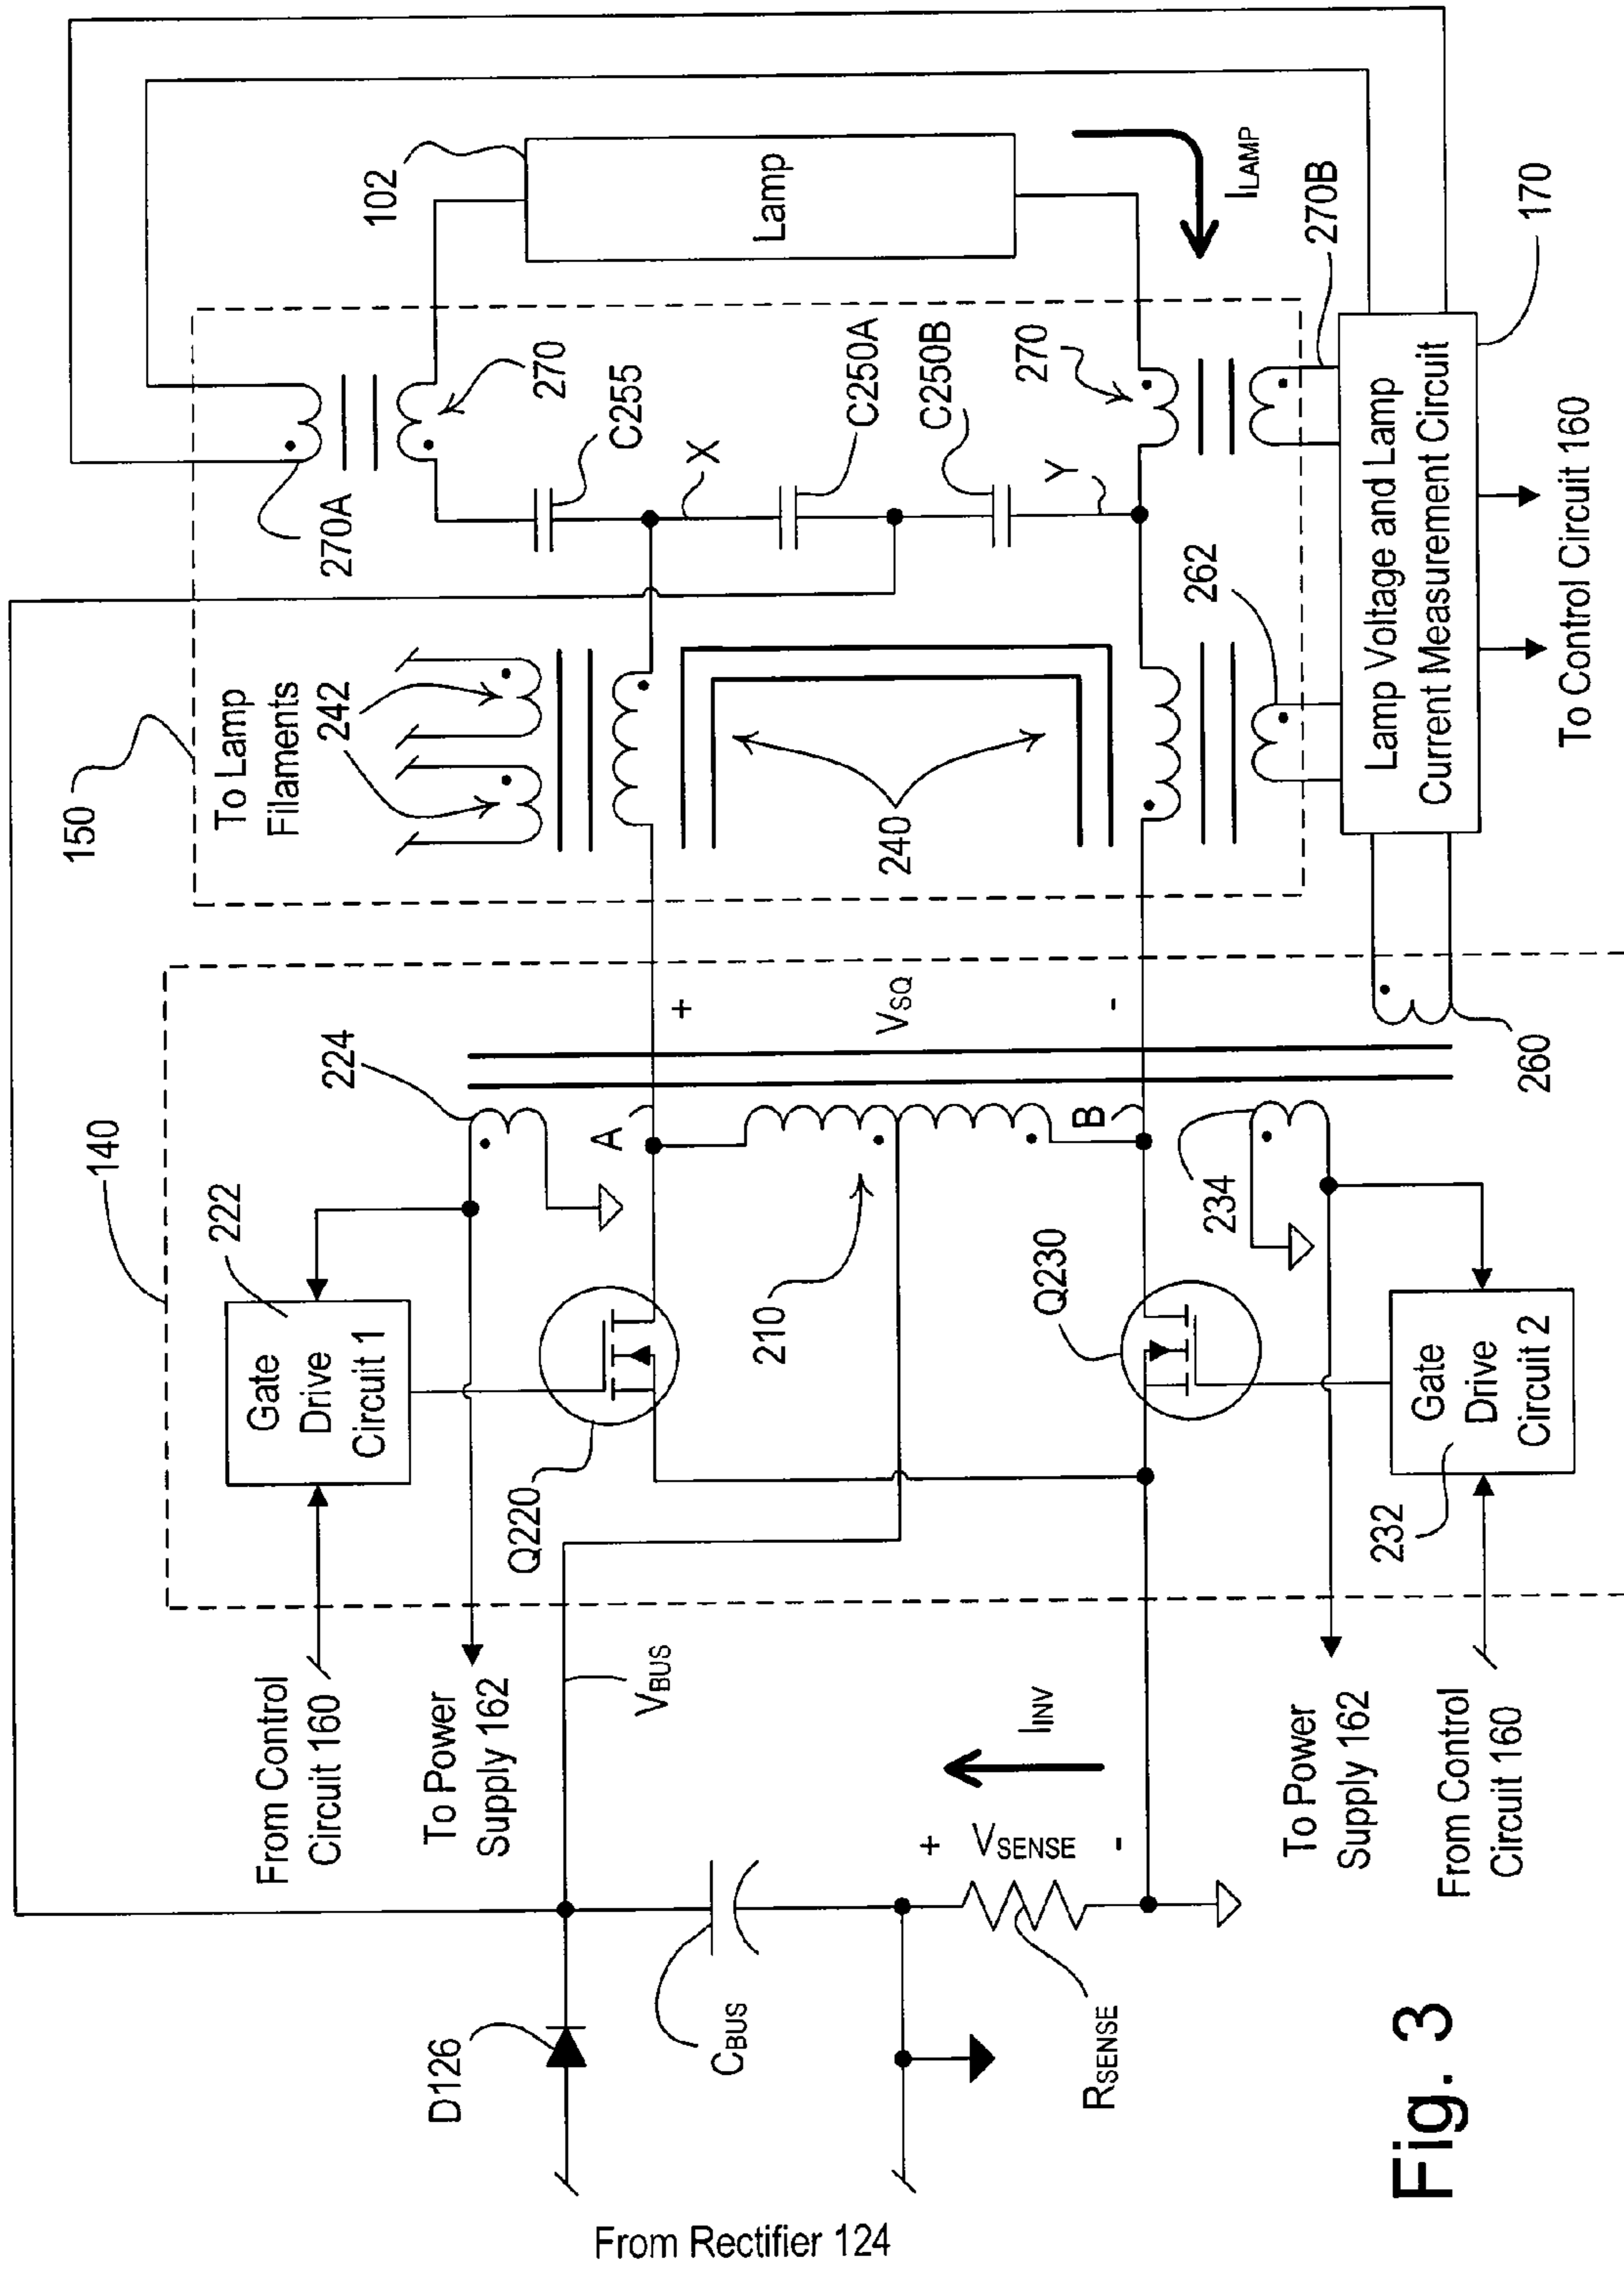 150
To Lamp
Filaments
242
270A
270
C255
102
Lamp
X
C250A
C250B
Y
270
262
240
I LAMP
270B
Lamp Voltage and Lamp
Current Measurement Circuit
170
To Control Circuit 160
140
222
224
Gate
Drive
Circuit 1
A
+
VSQ
-
B
260
210
Q220
Q230
234
Gate
Drive
Circuit 2
232
From Control
Circuit 160
To Power
Supply 162
VBUS
IINV
+
VSENSE
-
To Power
Supply 162
From Control
Circuit 160
D126
CBUS
RSENSE
From Rectifier 124
Fig. 3